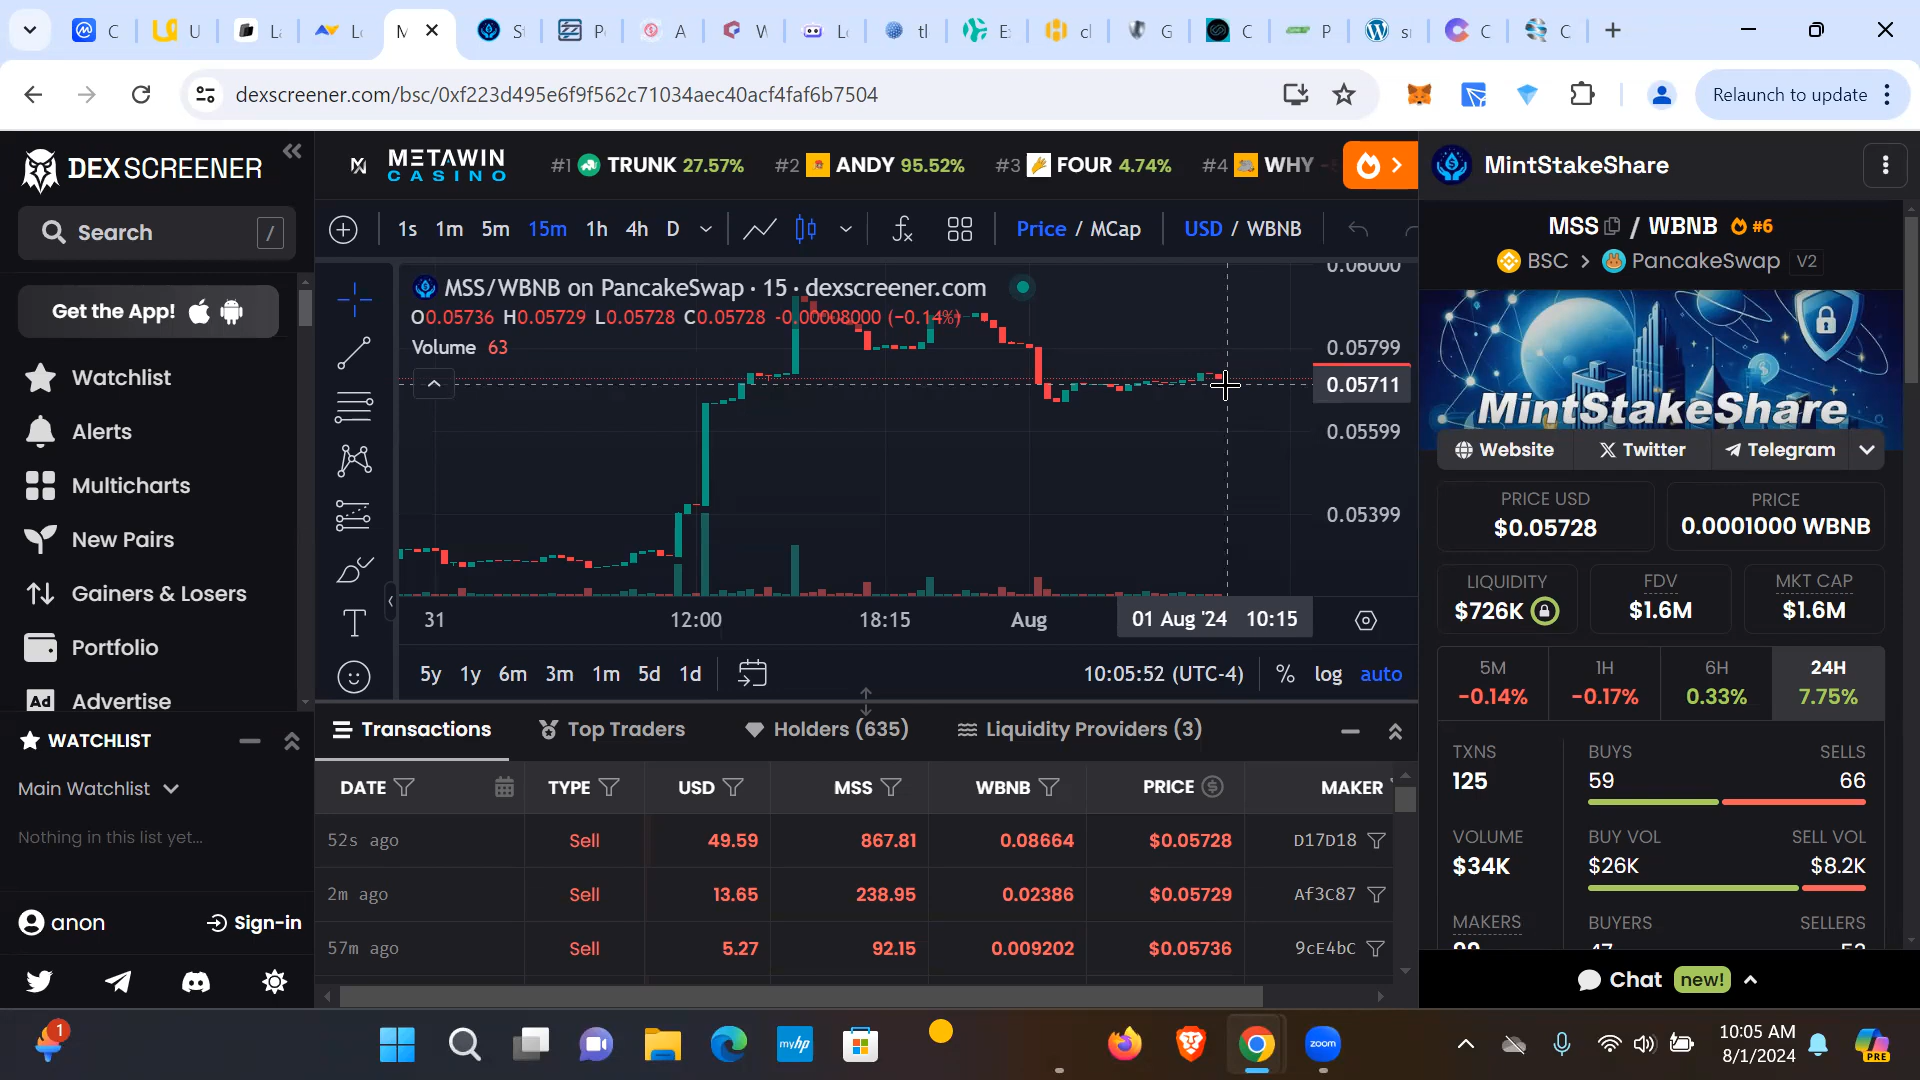 C
U
La
Lo
M
St
P
A
W
Lo
tl
E
cl
G
C
P
s
C
C
dexscreener.com/bsc/0xf223d495e6f9f562c71034aec40acf4faf6b7504
Relaunch to update
DEX SCREENER
METAWIN
CASINO
#1 TRUNK 27.57%
#2 ANDY 95.52%
#3 FOUR 4.74%
#4 WHY
MintStakeShare
Search /
1s 1m 5m 15m 1h 4h D
Price / MCap
USD / WBNB
MSS / WBNB #6
BSC > PancakeSwap V2
Get the App!
Watchlist
Alerts
Multicharts
New Pairs
Gainers & Losers
Portfolio
Ad Advertise
MSS/WBNB on PancakeSwap · 15 · dexscreener.com
O0.05736 H0.05729 L0.05728 C0.05728 -0.00008000 (−0.14%)
Volume 63
0.06000
0.05799
0.05711
0.05599
0.05399
31 12:00 18:15 Aug 01 Aug '24 10:15
5y 1y 6m 3m 1m 5d 1d
10:05:52 (UTC-4) % log auto
MintStakeShare
Website X Twitter Telegram
PRICE USD
$0.05728
PRICE
0.0001000 WBNB
LIQUIDITY
$726K
FDV
$1.6M
MKT CAP
$1.6M
5M
-0.14%
1H
-0.17%
6H
0.33%
24H
7.75%
TXNS
125
BUYS SELLS
59 66
VOLUME
$34K
BUY VOL SELL VOL
$26K $8.2K
MAKERS
BUYERS SELLERS
WATCHLIST
Main Watchlist
Nothing in this list yet...
anon
Sign-in
Transactions
Top Traders
Holders (635)
Liquidity Providers (3)
DATE TYPE USD MSS WBNB PRICE MAKER
52s ago Sell 49.59 867.81 0.08664 $0.05728 D17D18
2m ago Sell 13.65 238.95 0.02386 $0.05729 Af3C87
57m ago Sell 5.27 92.15 0.009202 $0.05736 9cE4bC
Chat new!
1
myhp
zoom
10:05 AM
8/1/2024
PRE